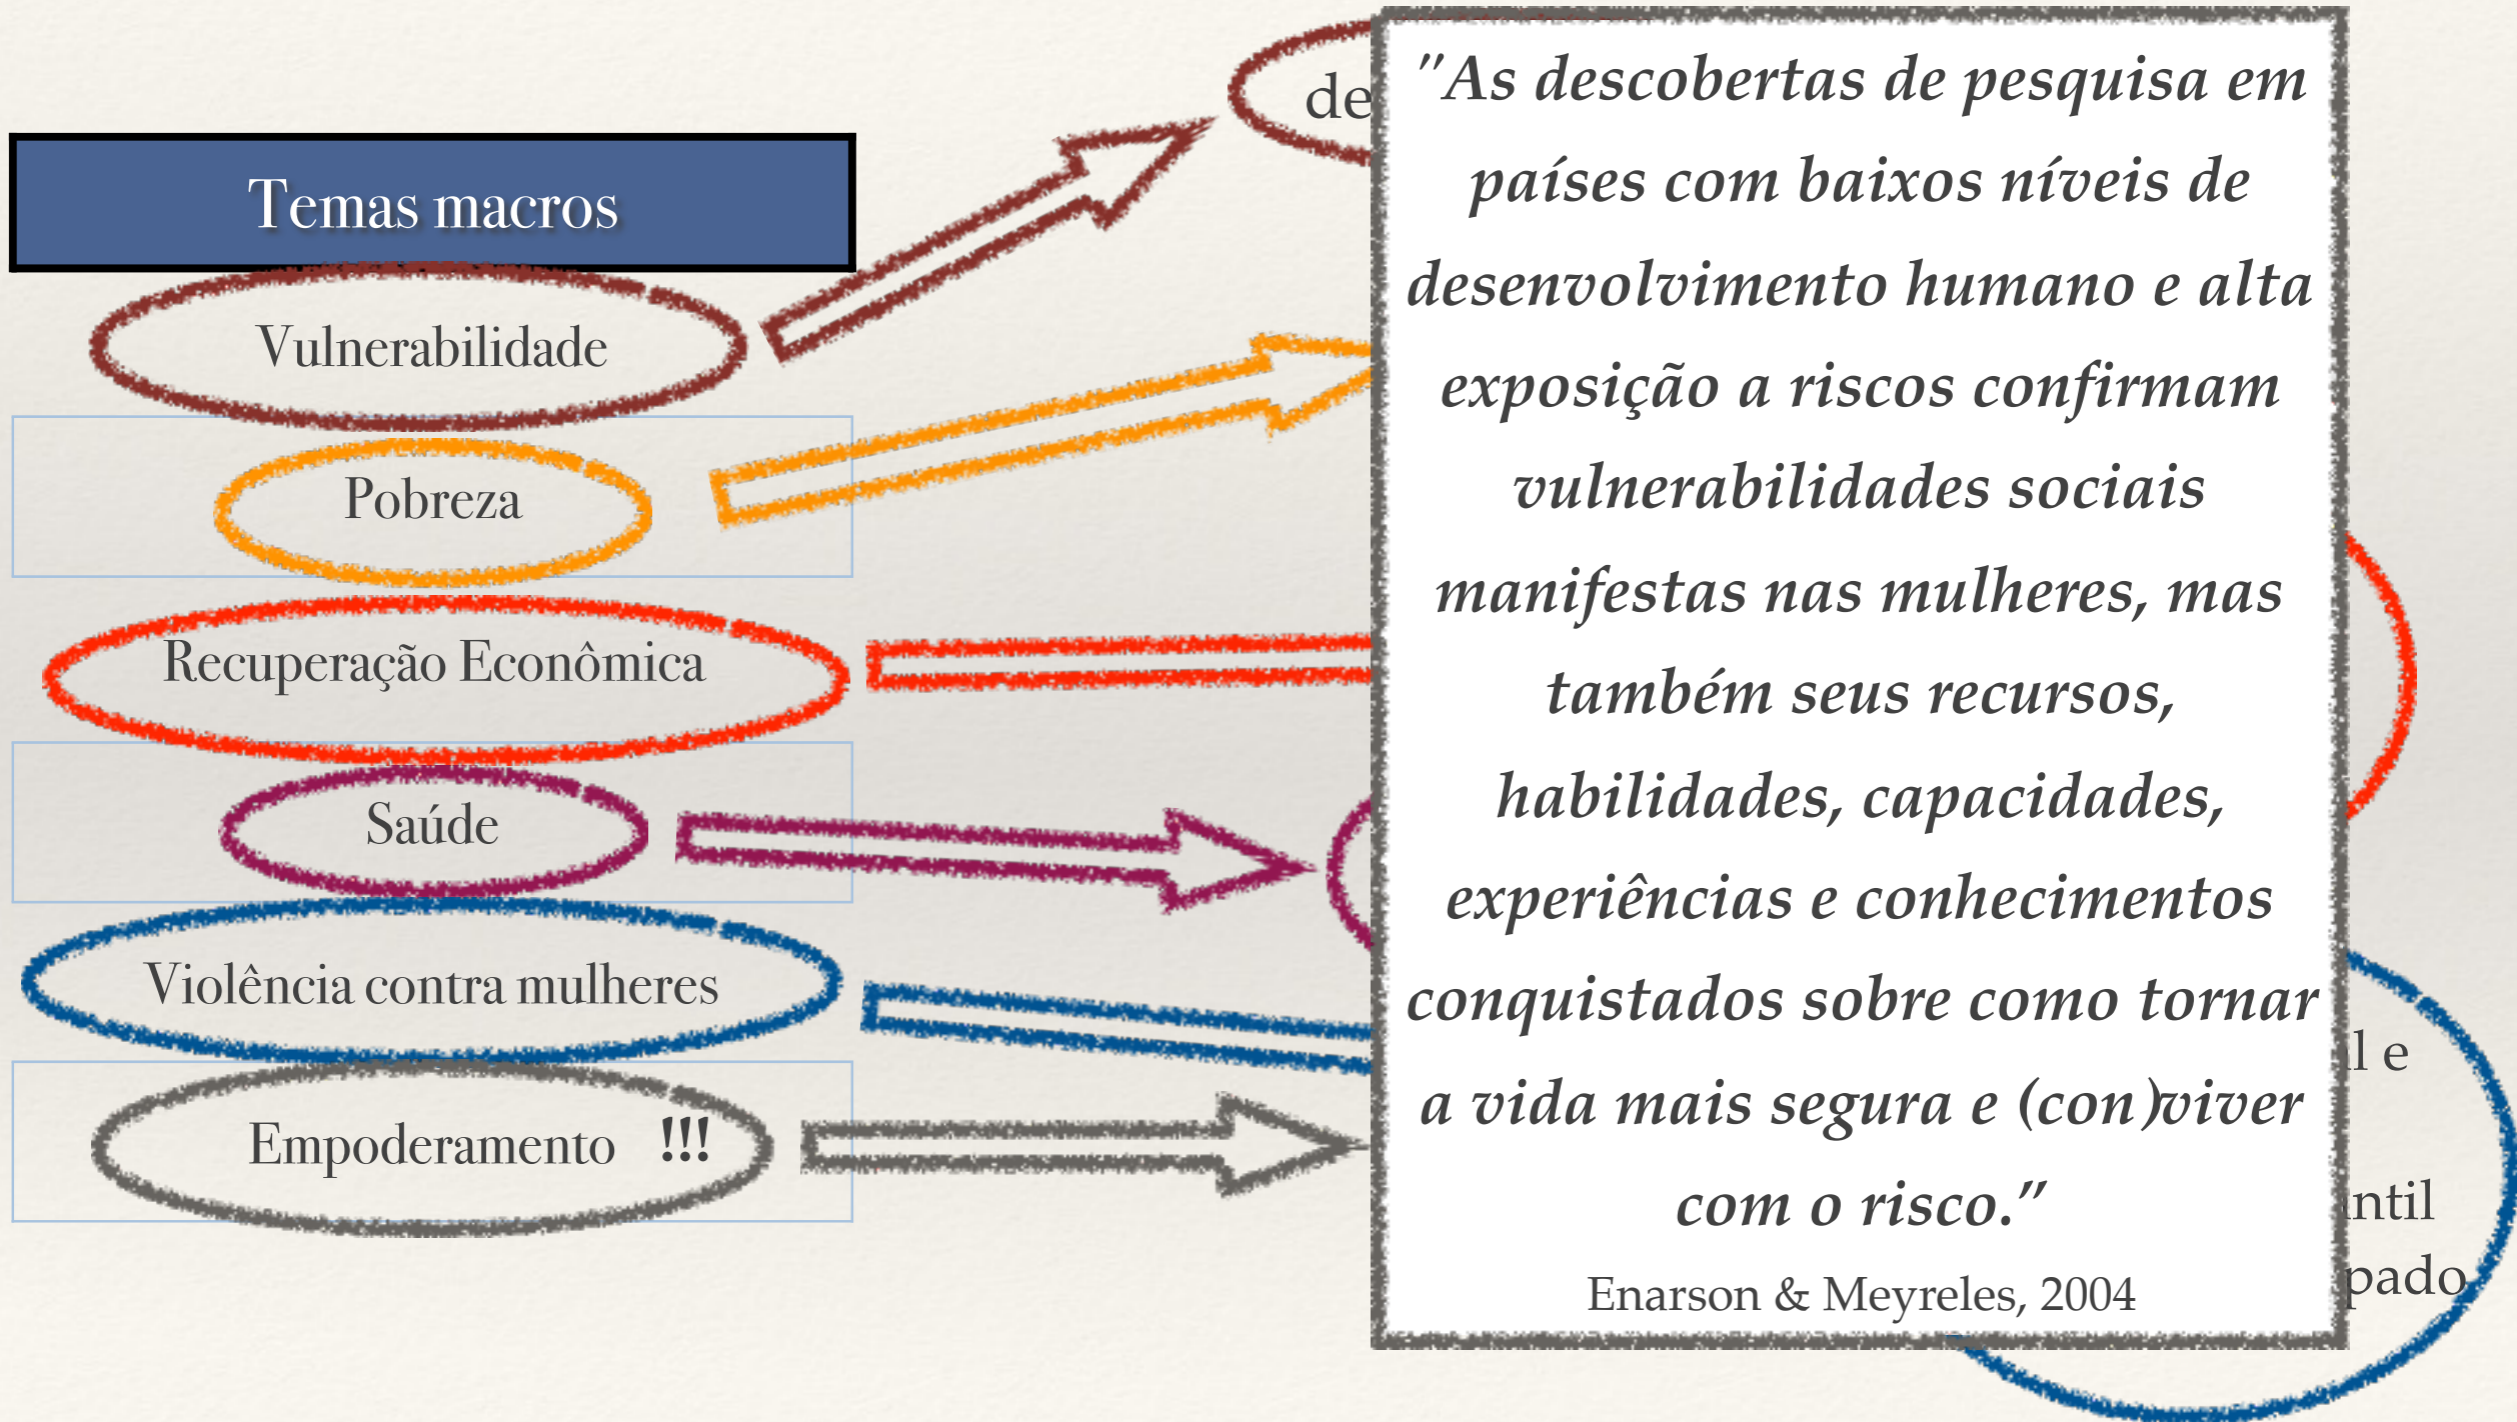 Temas macros
Vulnerabilidade
Pobreza
Recuperação Econômica
Saúde
Violência contra mulheres
Empoderamento !!!
de
"As descobertas de pesquisa em
países com baixos níveis de
desenvolvimento humano e alta
exposição a riscos confirmam
vulnerabilidades sociais
manifestas nas mulheres, mas
também seus recursos,
habilidades, capacidades,
experiências e conhecimentos
conquistados sobre como tornar
a vida mais segura e (con)viver
com o risco.”
Enarson & Meyreles, 2004
l e
ntil
pado